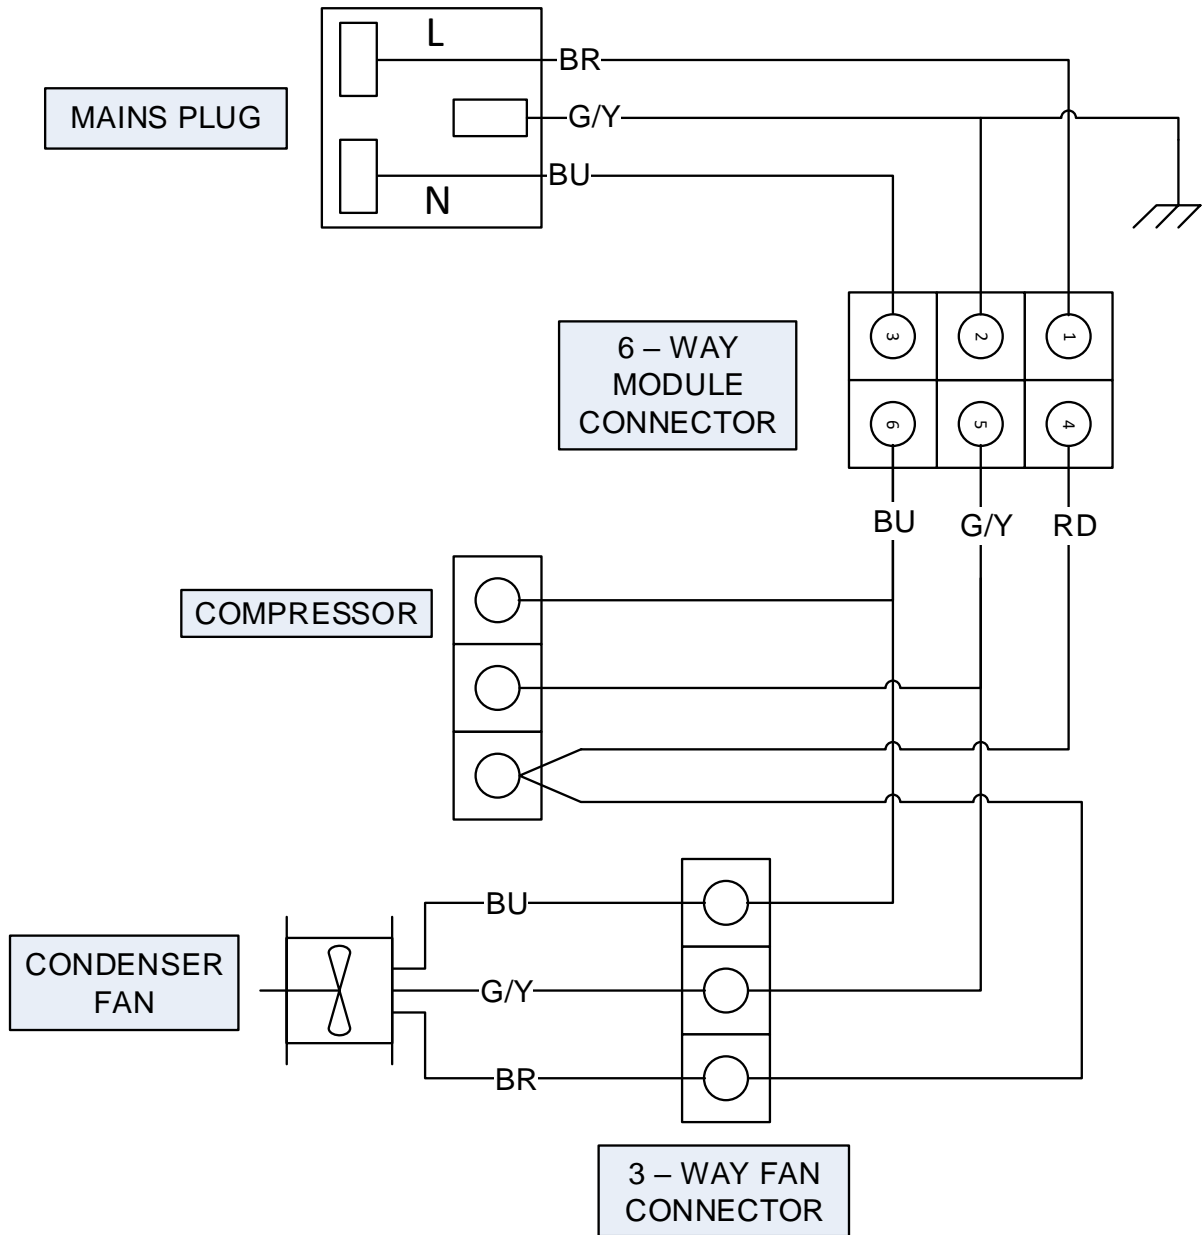 L
BR
MAINS PLUG
G/Y
BU
N
6 – WAY
MODULE
CONNECTOR
3 2 1
6 5 4
BU G/Y RD
COMPRESSOR
BU
CONDENSER
FAN
G/Y
BR
3 – WAY FAN
CONNECTOR